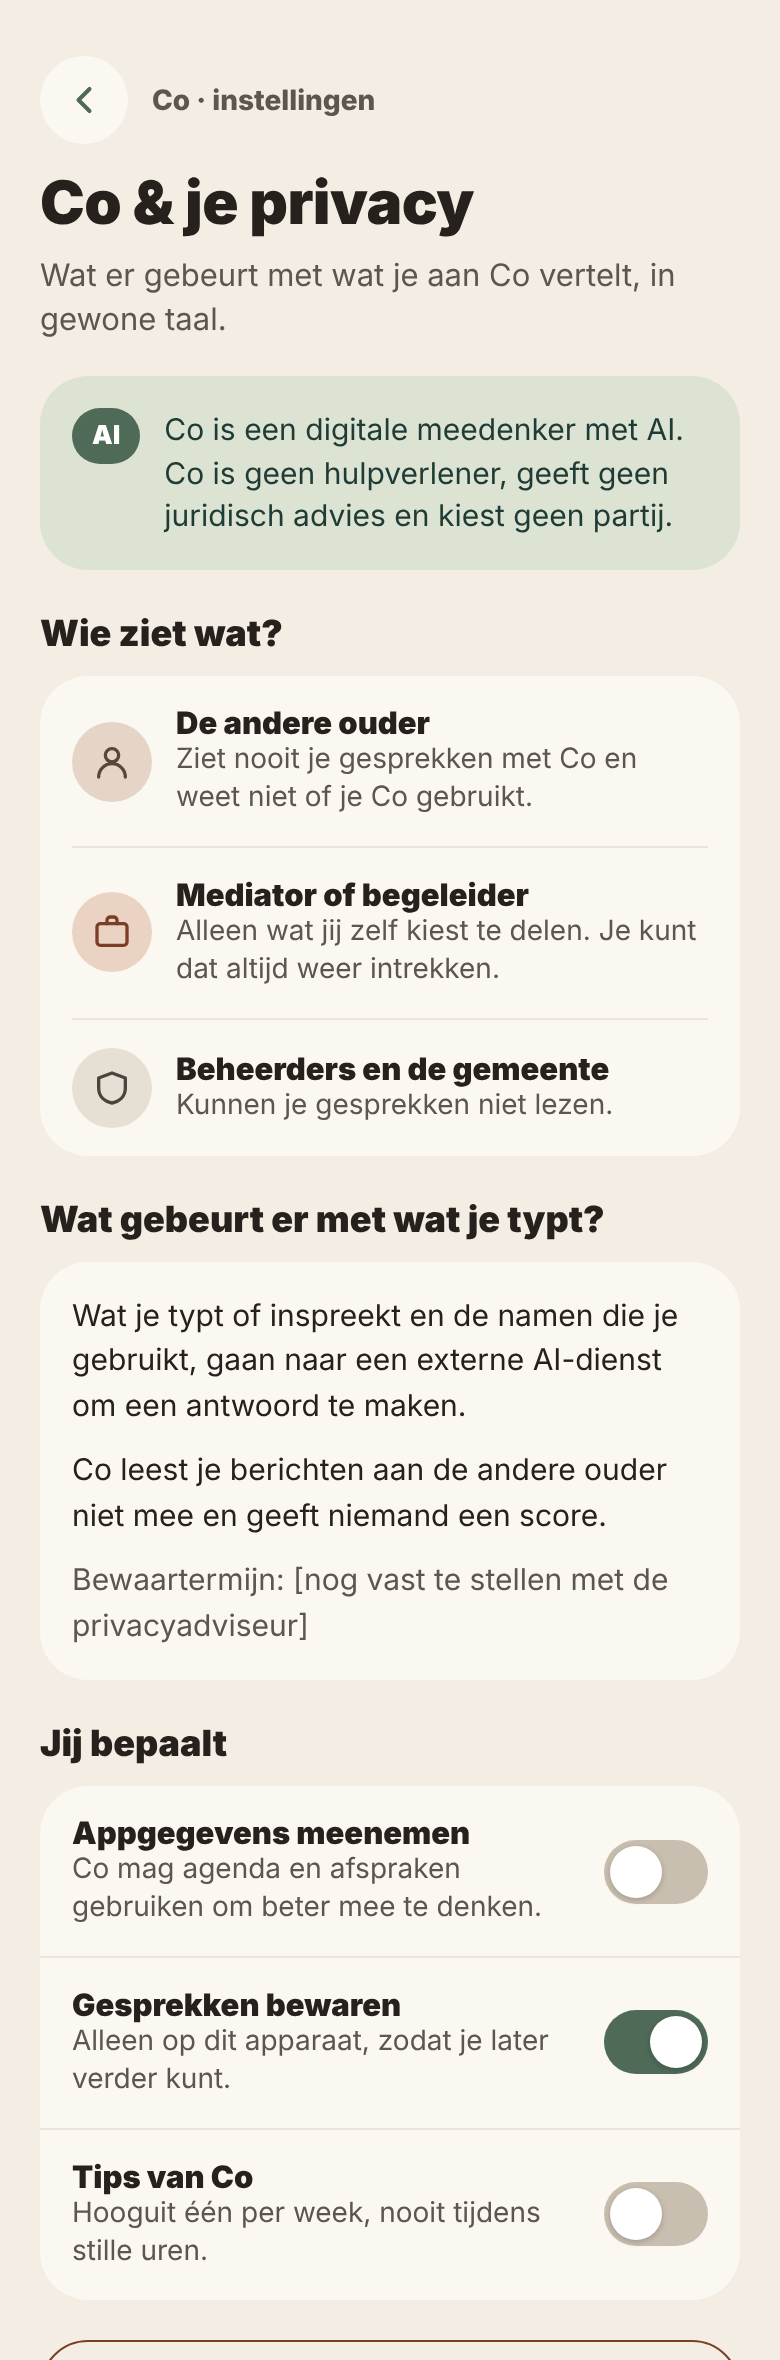 Co · instellingen
Co & je privacy
Wat er gebeurt met wat je aan Co vertelt, in
gewone taal.
AI
Co is een digitale meedenker met AI.
Co is geen hulpverlener, geeft geen
juridisch advies en kiest geen partij.
Wie ziet wat?
De andere ouder
Ziet nooit je gesprekken met Co en
weet niet of je Co gebruikt.
Mediator of begeleider
Alleen wat jij zelf kiest te delen. Je kunt
dat altijd weer intrekken.
Beheerders en de gemeente
Kunnen je gesprekken niet lezen.
Wat gebeurt er met wat je typt?
Wat je typt of inspreekt en de namen die je
gebruikt, gaan naar een externe AI-dienst
om een antwoord te maken.
Co leest je berichten aan de andere ouder
niet mee en geeft niemand een score.
Bewaartermijn: [nog vast te stellen met de
privacyadviseur]
Jij bepaalt
Appgegevens meenemen
Co mag agenda en afspraken
gebruiken om beter mee te denken.
Gesprekken bewaren
Alleen op dit apparaat, zodat je later
verder kunt.
Tips van Co
Hooguit één per week, nooit tijdens
stille uren.